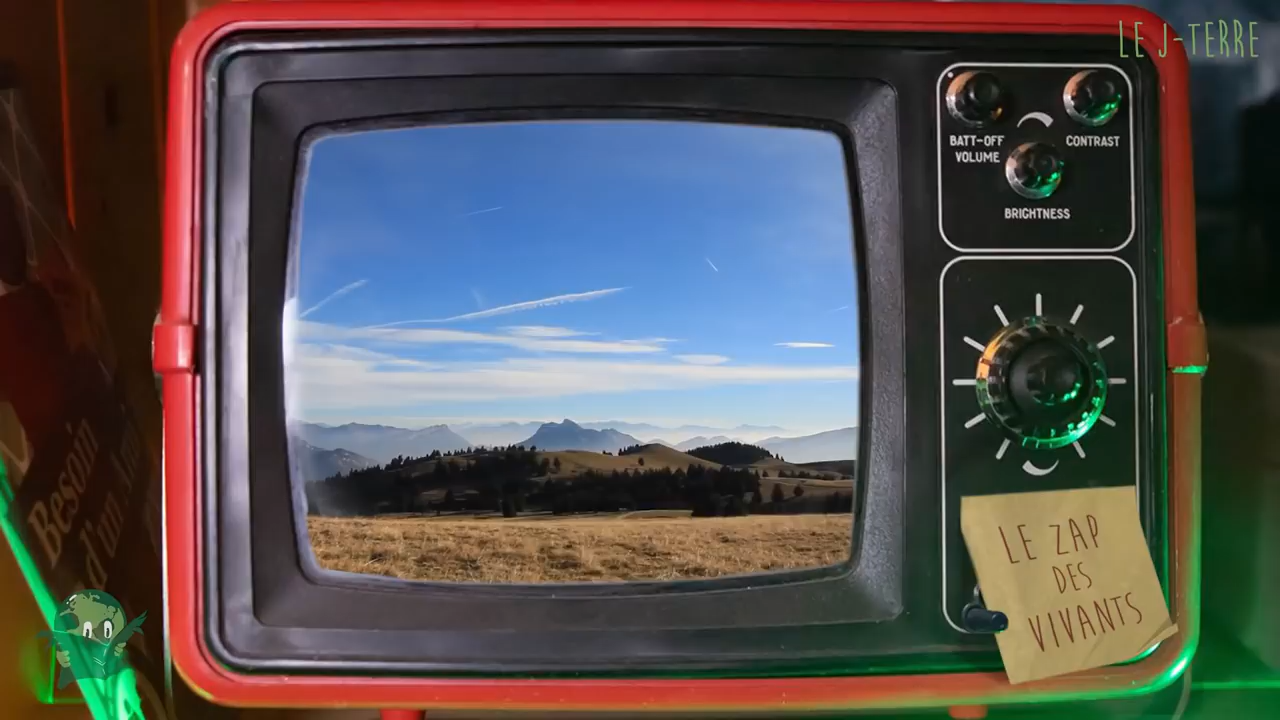 LE J-TERRE
BATT-OFF
VOLUME
CONTRAST
BRIGHTNESS
LE ZAP
DES
VIVANTS
Besoin
d'un